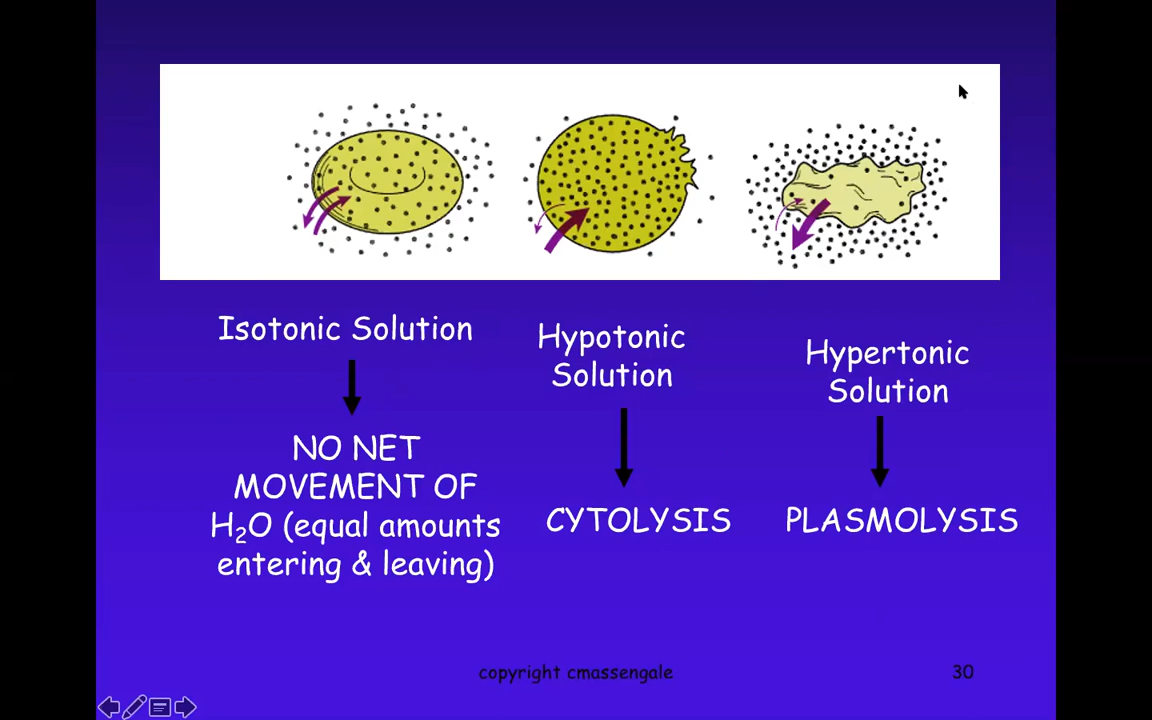 Isotonic Solution
NO NET
MOVEMENT OF
H₂O (equal amounts
entering & leaving)
Hypotonic
Solution
CYTOLYSIS
Hypertonic
Solution
PLASMOLYSIS
copyright cmassengale
30